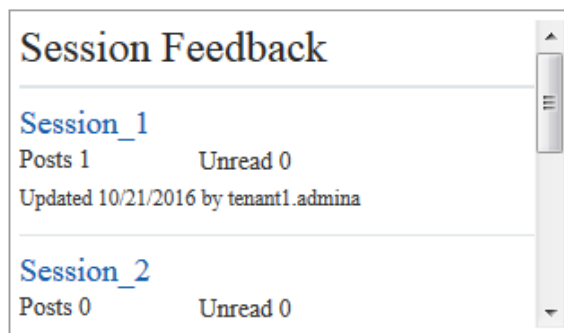 Session Feedback
Session_1
Posts 1 Unread 0
Updated 10/21/2016 by tenant1.admina
Session_2
Posts 0 Unread 0